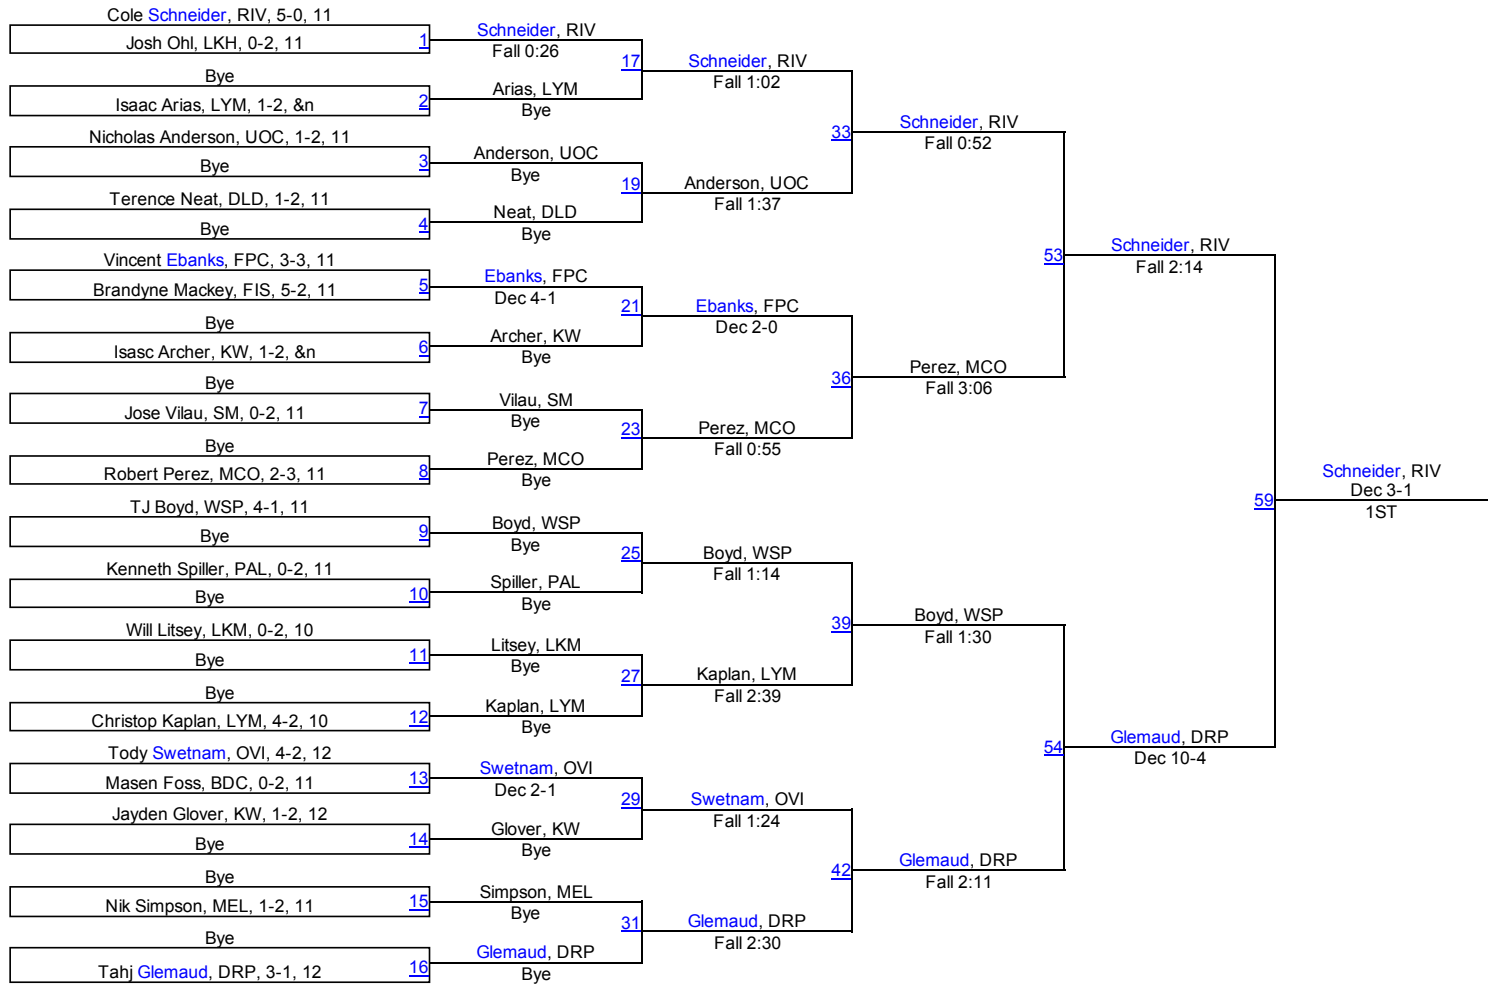 Cole Schneider, RIV, 5-0, 11
Josh Ohl, LKH, 0-2, 11
1
Bye
Isaac Arias, LYM, 1-2, &n
2
Nicholas Anderson, UOC, 1-2, 11
Bye
3
Terence Neat, DLD, 1-2, 11
Bye
4
Vincent Ebanks, FPC, 3-3, 11
Brandyne Mackey, FIS, 5-2, 11
5
Bye
Isasc Archer, KW, 1-2, &n
6
Bye
Jose Vilau, SM, 0-2, 11
7
Bye
Robert Perez, MCO, 2-3, 11
8
TJ Boyd, WSP, 4-1, 11
Bye
9
Kenneth Spiller, PAL, 0-2, 11
Bye
10
Will Litsey, LKM, 0-2, 10
Bye
11
Bye
Christop Kaplan, LYM, 4-2, 10
12
Tody Swetnam, OVI, 4-2, 12
Masen Foss, BDC, 0-2, 11
13
Jayden Glover, KW, 1-2, 12
Bye
14
Bye
Nik Simpson, MEL, 1-2, 11
15
Bye
Tahj Glemaud, DRP, 3-1, 12
16
Schneider, RIV
Fall 0:26
17
Arias, LYM
Bye
Anderson, UOC
Bye
19
Neat, DLD
Bye
Ebanks, FPC
Dec 4-1
21
Archer, KW
Bye
Vilau, SM
Bye
23
Perez, MCO
Bye
Boyd, WSP
Bye
25
Spiller, PAL
Bye
Litsey, LKM
Bye
27
Kaplan, LYM
Bye
Swetnam, OVI
Dec 2-1
29
Glover, KW
Bye
Simpson, MEL
Bye
31
Glemaud, DRP
Bye
Schneider, RIV
Fall 1:02
33
Anderson, UOC
Fall 1:37
Ebanks, FPC
Dec 2-0
36
Perez, MCO
Fall 0:55
Boyd, WSP
Fall 1:14
39
Kaplan, LYM
Fall 2:39
Swetnam, OVI
Fall 1:24
42
Glemaud, DRP
Fall 2:30
Schneider, RIV
Fall 0:52
53
Perez, MCO
Fall 3:06
Boyd, WSP
Fall 1:30
54
Glemaud, DRP
Fall 2:11
Schneider, RIV
Fall 2:14
59
Glemaud, DRP
Dec 10-4
Schneider, RIV
Dec 3-1
1ST